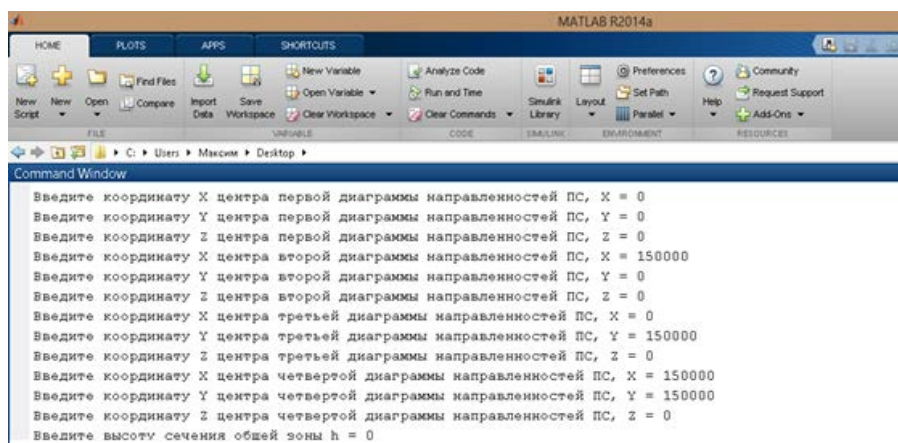 MATLAB R2014a
HOME PLOTS APPS SHORTCUTS
New Script New Open Find Files Compare Import Data Save Workspace New Variable Open Variable Clear Workspace Analyze Code Run and Time Clear Commands Simulink Library Layout Preferences Set Path Parallel Help Community Request Support Add-Ons
FILE VARIABLE CODE SIMULINK ENVIRONMENT RESOURCES
C: Users Максим Desktop
Command Window
Введите координату X центра первой диаграммы направленностей ПС, X = 0
Введите координату Y центра первой диаграммы направленностей ПС, Y = 0
Введите координату Z центра первой диаграммы направленностей ПС, Z = 0
Введите координату X центра второй диаграммы направленностей ПС, X = 150000
Введите координату Y центра второй диаграммы направленностей ПС, Y = 0
Введите координату Z центра второй диаграммы направленностей ПС, Z = 0
Введите координату X центра третьей диаграммы направленностей ПС, X = 0
Введите координату Y центра третьей диаграммы направленностей ПС, Y = 150000
Введите координату Z центра третьей диаграммы направленностей ПС, Z = 0
Введите координату X центра четвертой диаграммы направленностей ПС, X = 150000
Введите координату Y центра четвертой диаграммы направленностей ПС, Y = 150000
Введите координату Z центра четвертой диаграммы направленностей ПС, Z = 0
Введите высоту сечения общей зоны h = 0